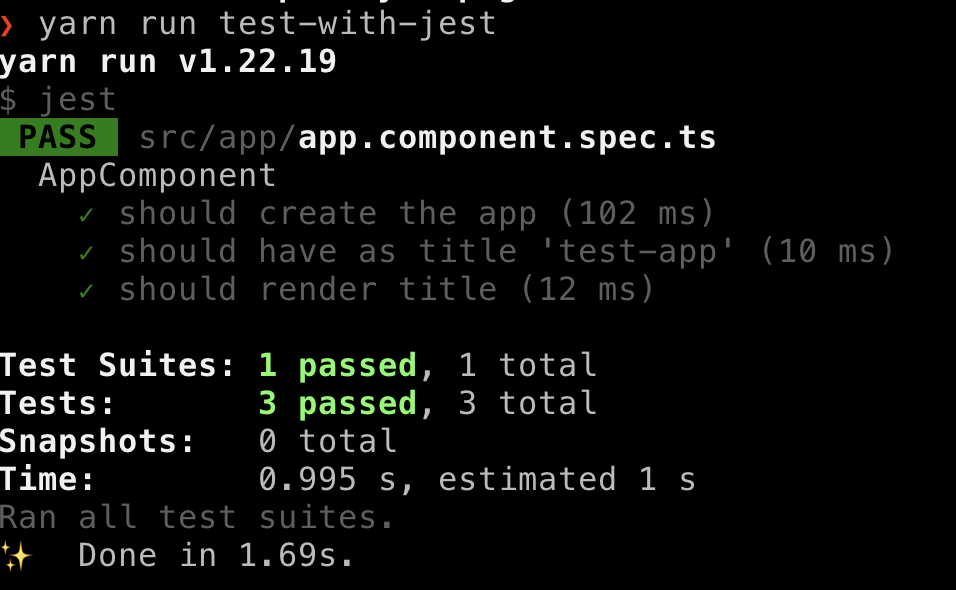 ❯ yarn run test-with-jest
yarn run v1.22.19
$ jest
PASS src/app/app.component.spec.ts
AppComponent
✓ should create the app (102 ms)
✓ should have as title 'test-app' (10 ms)
✓ should render title (12 ms)
Test Suites: 1 passed, 1 total
Tests: 3 passed, 3 total
Snapshots: 0 total
Time: 0.995 s, estimated 1 s
Ran all test suites.
✨ Done in 1.69s.